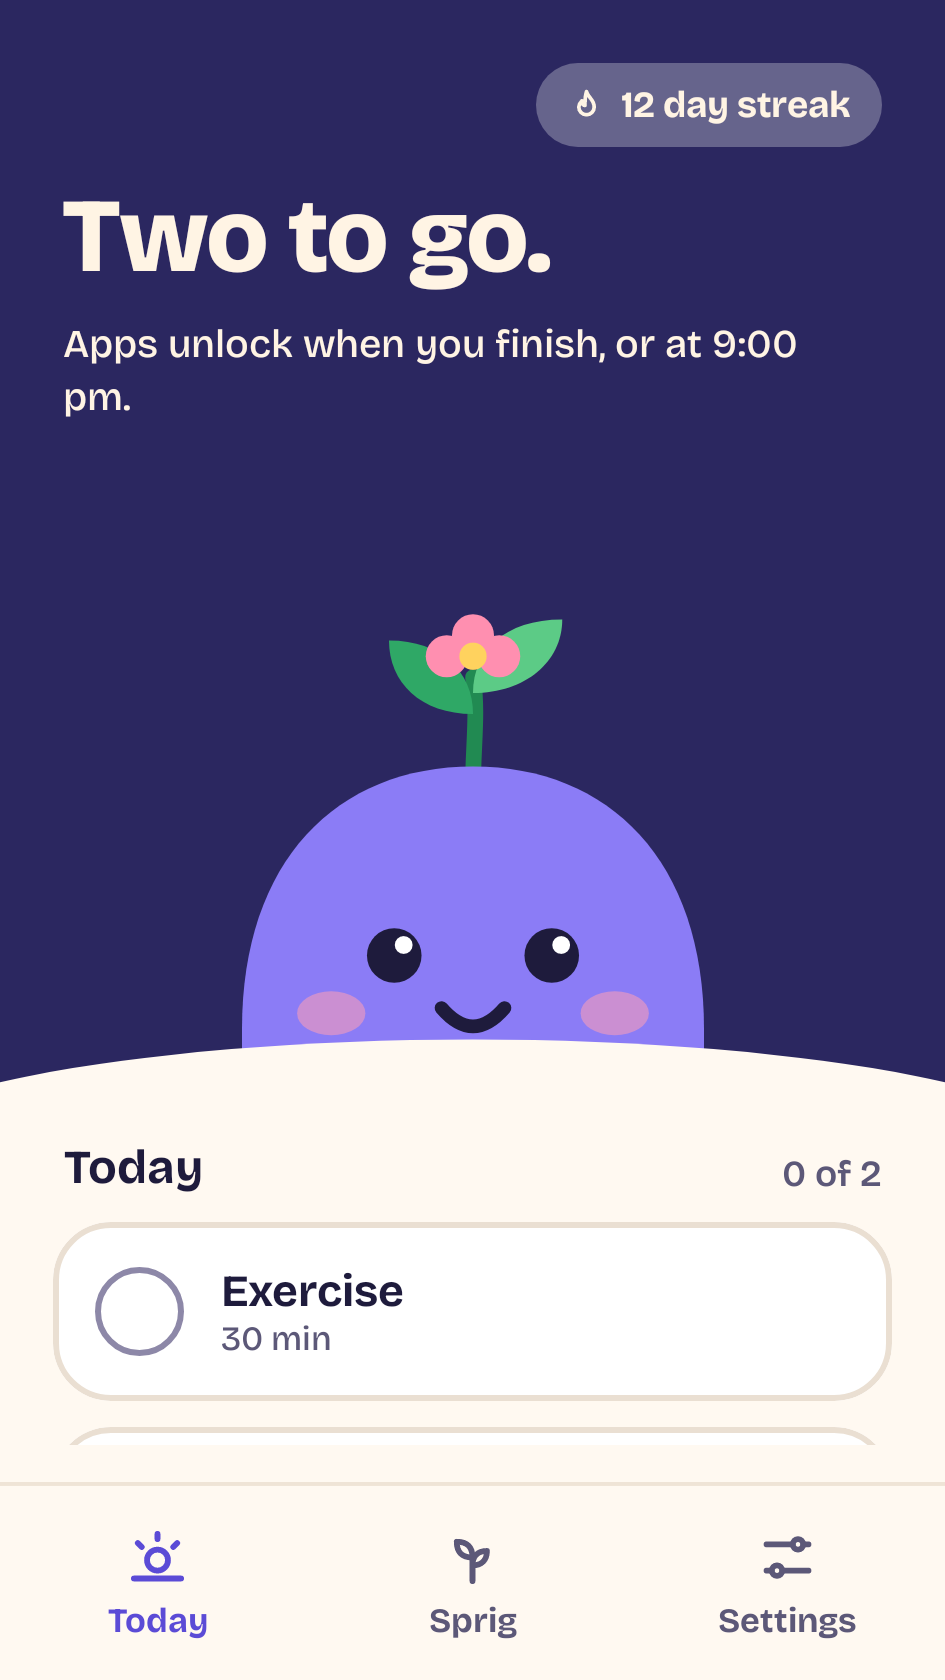 12 day streak
Two to go.
Apps unlock when you finish, or at 9:00
pm.
Today
0 of 2
Exercise
30 min
Today
Sprig
Settings